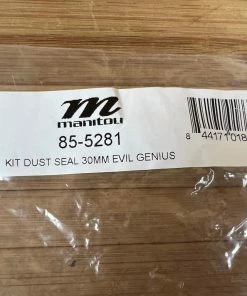 m
manitou
85-5281
KIT DUST SEAL 30MM EVIL GENIUS